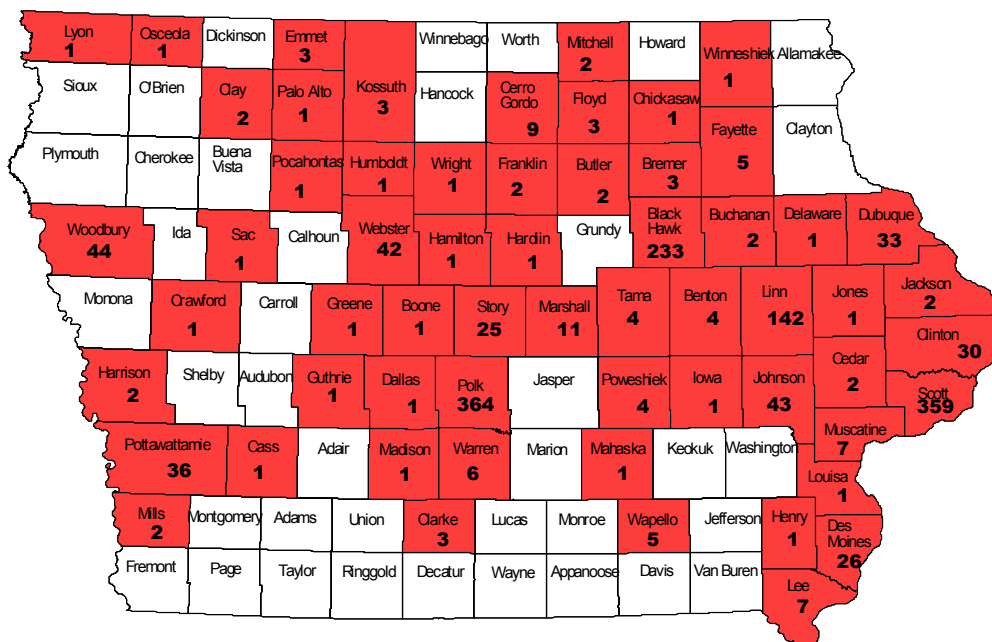 Lyon
1
Osceola
1
Dickinson
Emmet
3
Kossuth
3
Winnebago
Worth
Mitchell
2
Howard
Winneshiek
1
Allamakee
Sioux
O'Brien
Clay
2
Palo Alto
1
Hancock
Cerro
Gordo
9
Floyd
3
Chickasaw
1
Fayette
5
Clayton
Plymouth
Cherokee
Buena
Vista
Pocahontas
1
Humboldt
1
Wright
1
Franklin
2
Butler
2
Bremer
3
Woodbury
44
Ida
Sac
1
Calhoun
Webster
42
Hamilton
1
Hardin
1
Grundy
Black
Hawk
233
Buchanan
2
Delaware
1
Dubuque
33
Monona
Crawford
1
Carroll
Greene
1
Boone
1
Story
25
Marshall
11
Tama
4
Benton
4
Linn
142
Jones
1
Jackson
2
Clinton
30
Harrison
2
Shelby
Audubon
Guthrie
1
Dallas
1
Polk
364
Jasper
Poweshiek
4
Iowa
1
Johnson
43
Cedar
2
Scott
359
Muscatine
7
Pottawattamie
36
Cass
1
Adair
Madison
1
Warren
6
Marion
Mahaska
1
Keokuk
Washington
Louisa
1
Mills
2
Montgomery
Adams
Union
Clarke
3
Lucas
Monroe
Wapello
5
Jefferson
Henry
1
Des
Moines
26
Fremont
Page
Taylor
Ringgold
Decatur
Wayne
Appanoose
Davis
Van Buren
Lee
7